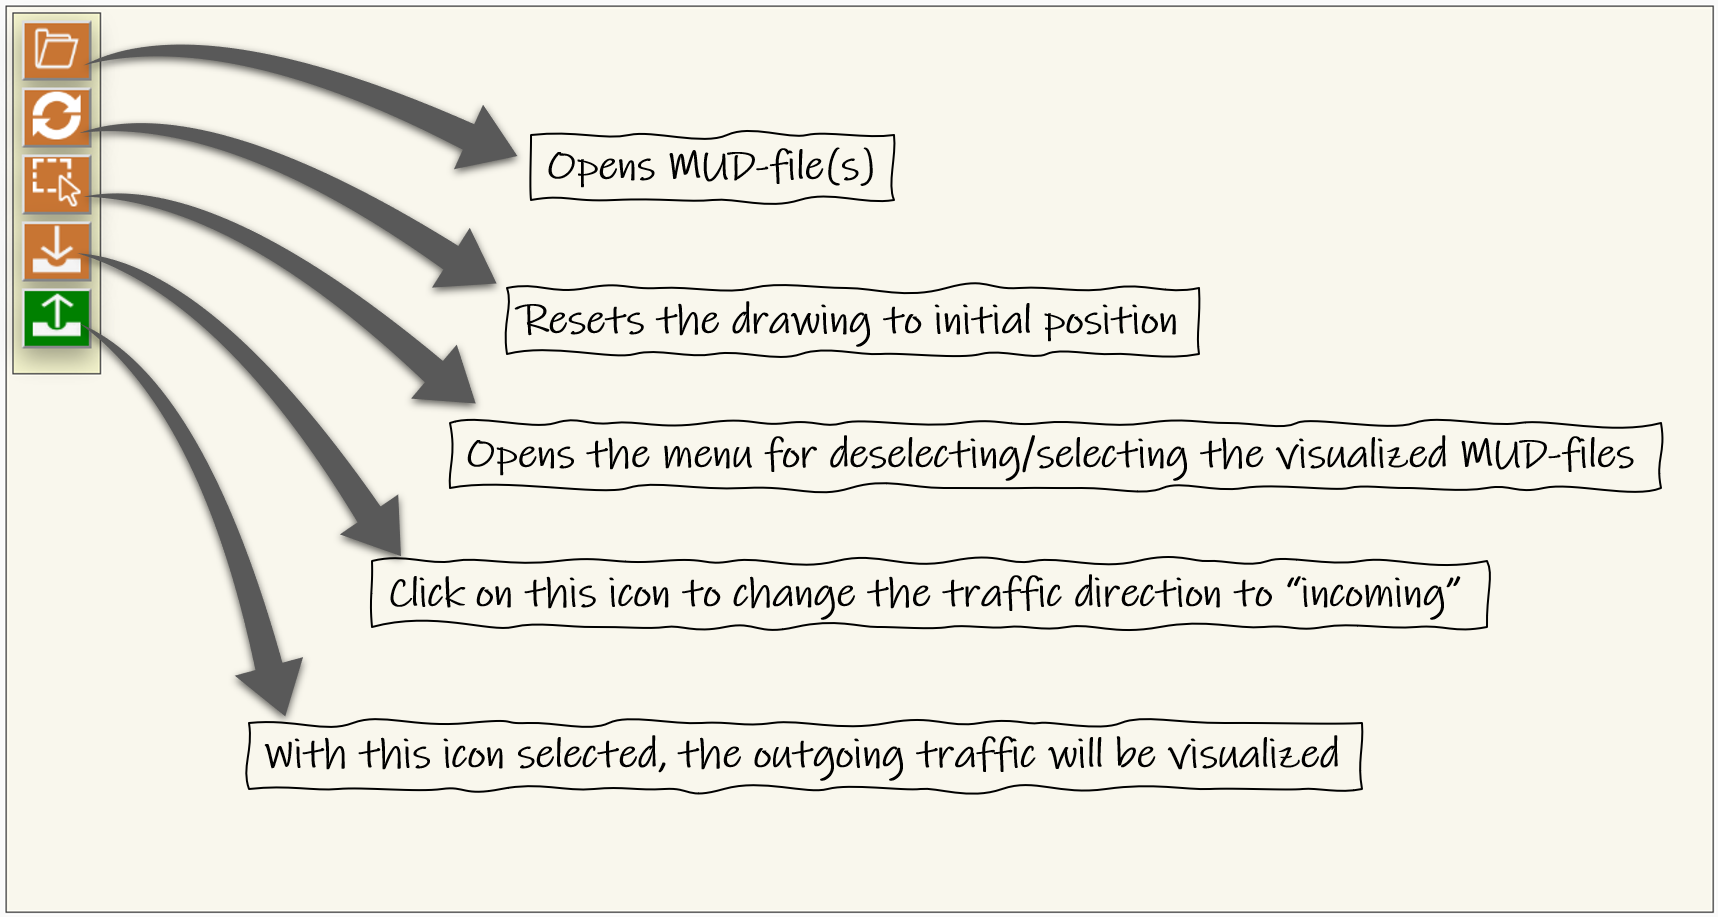 Opens MUD-file(s)
Resets the drawing to initial position
Opens the menu for deselecting/selecting the visualized MUD-files
Click on this icon to change the traffic direction to “incoming”
With this icon selected, the outgoing traffic will be visualized